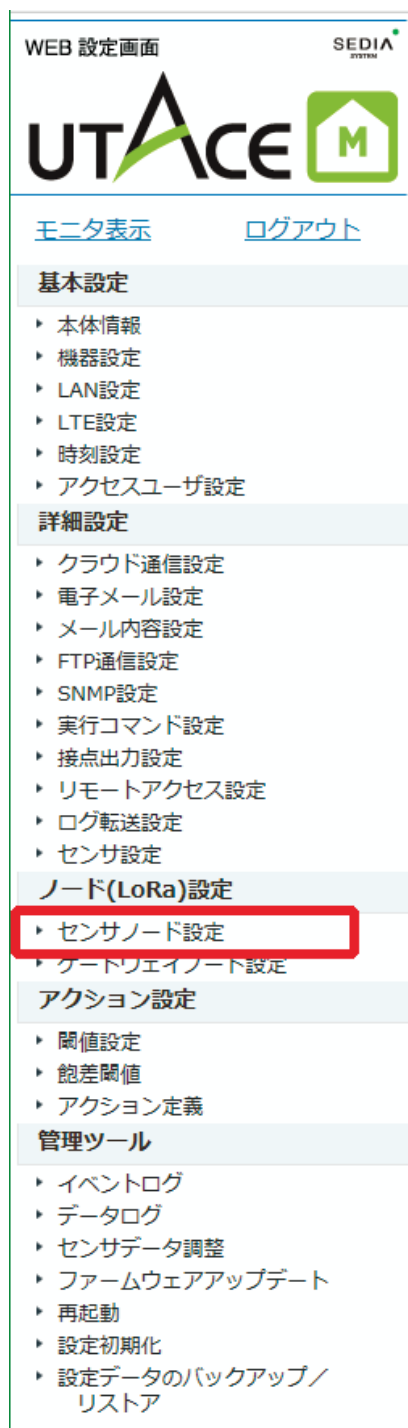 WEB 設定画面
SEDIA
SYSTEM
UTACE M
モニタ表示 ログアウト
基本設定
本体情報
機器設定
LAN設定
LTE設定
時刻設定
アクセスユーザ設定
詳細設定
クラウド通信設定
電子メール設定
メール内容設定
FTP通信設定
SNMP設定
実行コマンド設定
接点出力設定
リモートアクセス設定
ログ転送設定
センサ設定
ノード(LoRa)設定
センサノード設定
ゲートウェイノード設定
アクション設定
閾値設定
飽差閾値
アクション定義
管理ツール
イベントログ
データログ
センサデータ調整
ファームウェアアップデート
再起動
設定初期化
設定データのバックアップ／
リストア